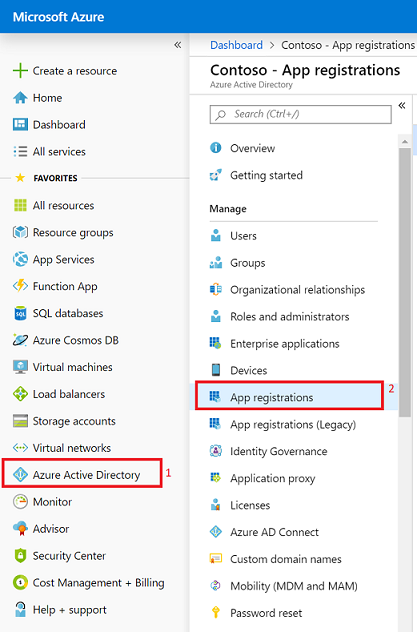 Microsoft Azure
«
Create a resource
Home
Dashboard
All services
FAVORITES
All resources
Resource groups
App Services
Function App
SQL databases
Azure Cosmos DB
Virtual machines
Load balancers
Storage accounts
Virtual networks
Azure Active Directory 1
Monitor
Advisor
Security Center
Cost Management + Billing
Help + support
Dashboard > Contoso - App registrations
Contoso - App registrations
Azure Active Directory
Search (Ctrl+/)
«
Overview
Getting started
Manage
Users
Groups
Organizational relationships
Roles and administrators
Enterprise applications
Devices
App registrations 2
App registrations (Legacy)
Identity Governance
Application proxy
Licenses
Azure AD Connect
Custom domain names
Mobility (MDM and MAM)
Password reset